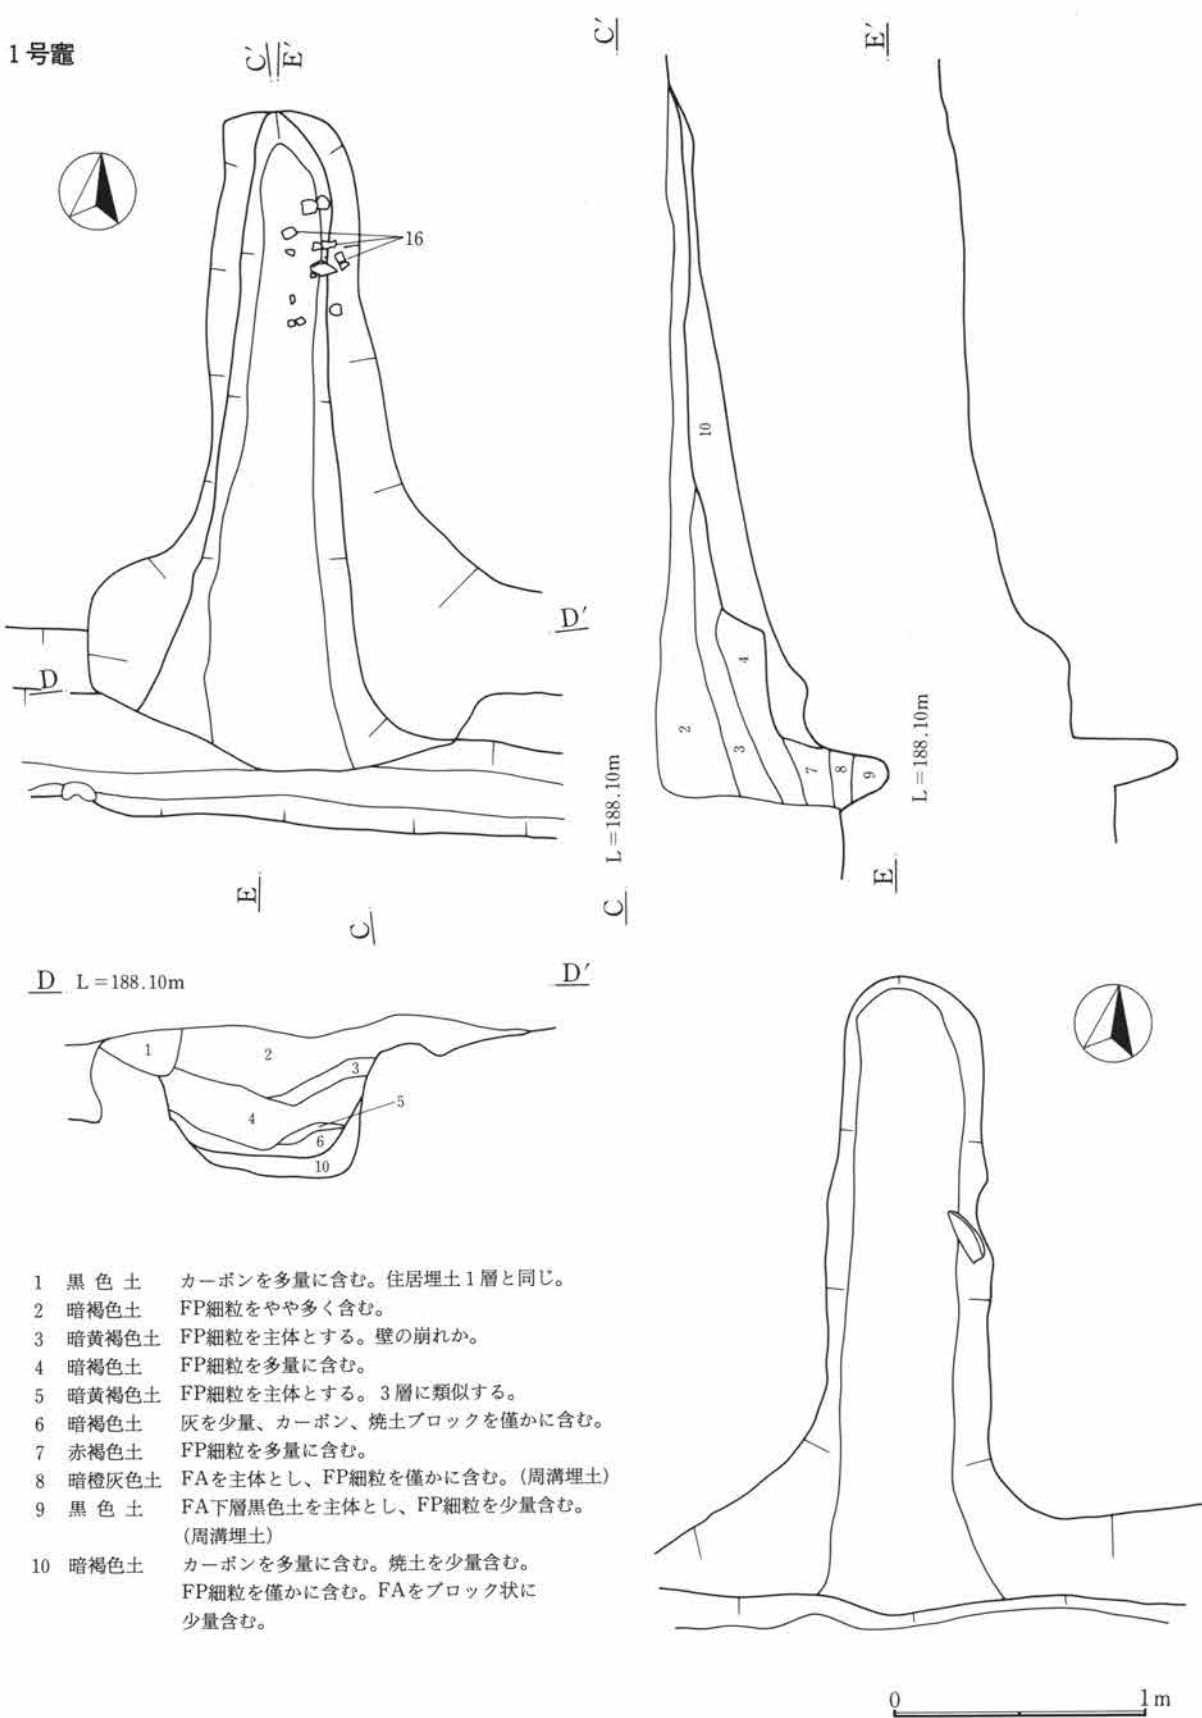 1号竈
C′ E′
C′
E′
16
D′
D
10
2
3
4
7
8
9
L=188.10m
L=188.10m
E
C
C
E
D L=188.10m D′
1
2
3
4
5
6
10
1 黒色土 カーボンを多量に含む。住居埋土1層と同じ。
2 暗褐色土 FP細粒をやや多く含む。
3 暗黄褐色土 FP細粒を主体とする。壁の崩れか。
4 暗褐色土 FP細粒を多量に含む。
5 暗黄褐色土 FP細粒を主体とする。3層に類似する。
6 暗褐色土 灰を少量、カーボン、焼土ブロックを僅かに含む。
7 赤褐色土 FP細粒を多量に含む。
8 暗橙灰色土 FAを主体とし、FP細粒を僅かに含む。(周溝埋土)
9 黒色土 FA下層黒色土を主体とし、FP細粒を少量含む。
(周溝埋土)
10 暗褐色土 カーボンを多量に含む。焼土を少量含む。
FP細粒を僅かに含む。FAをブロック状に
少量含む。
0 1m